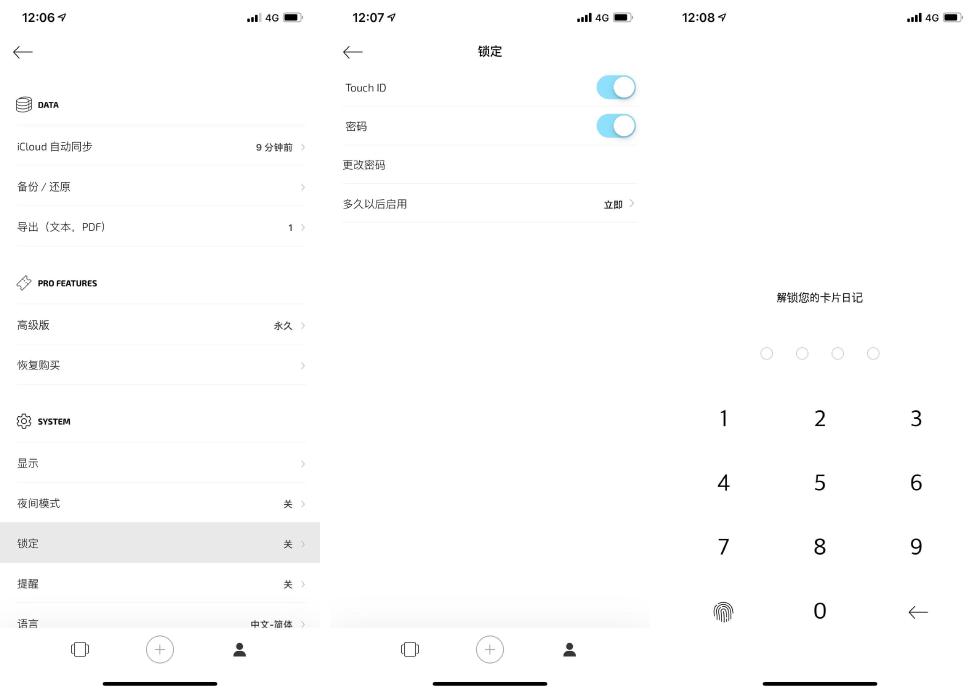 12:06
4G
DATA
iCloud 自动同步 9 分钟前
备份 / 还原
导出（文本，PDF） 1
PRO FEATURES
高级版 永久
恢复购买
SYSTEM
显示
夜间模式 关
锁定 关
提醒 关
语言 中文-简体
12:07
4G
锁定
Touch ID
密码
更改密码
多久以后启用 立即
12:08
4G
解锁您的卡片日记
1 2 3
4 5 6
7 8 9
0